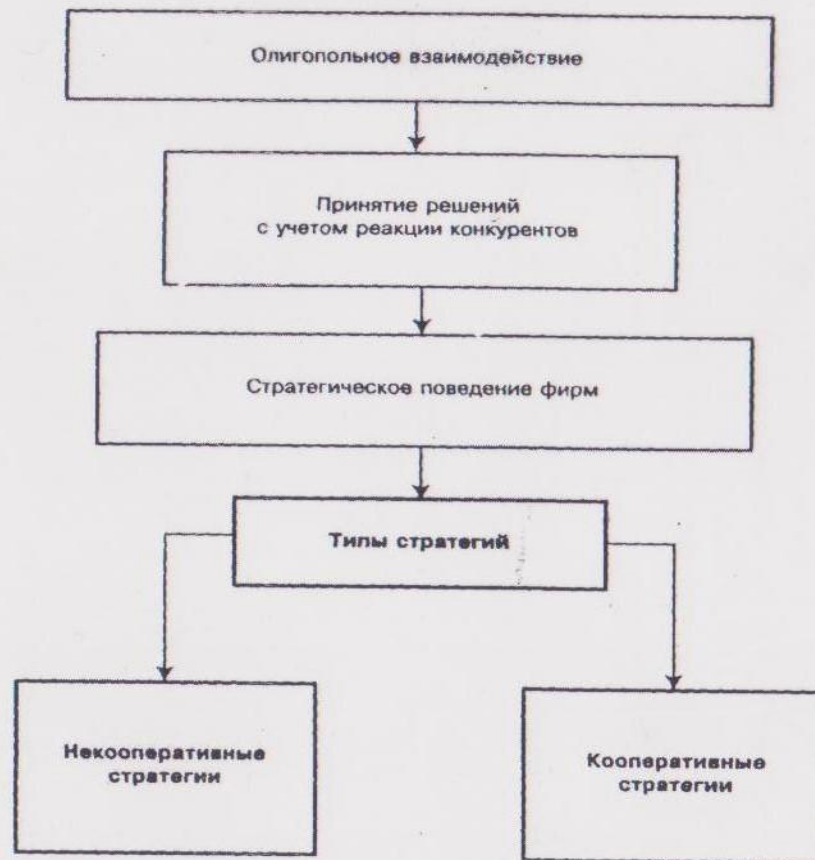 Олигопольное взаимодействие
Принятие решений
с учетом реакции конкурентов
Стратегическое поведение фирм
Типы стратегий
Некооперативные
стратегии
Кооперативные
стратегии